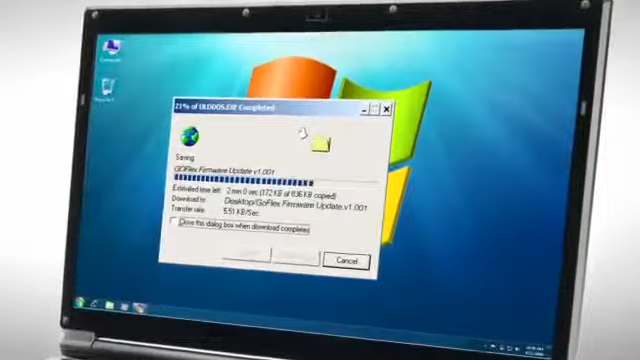 Computer
21% of OLDDOS.EXE Completed
Saving:
GoFlex Firmware Update v1.001
Estimated time left: 2 min 0 sec (172 KB of 836 KB copied)
Download to: Desktop/GoFlex Firmware Update.v1.001
Transfer rate: 5.51 KB/Sec
Close this dialog box when download completes
Cancel